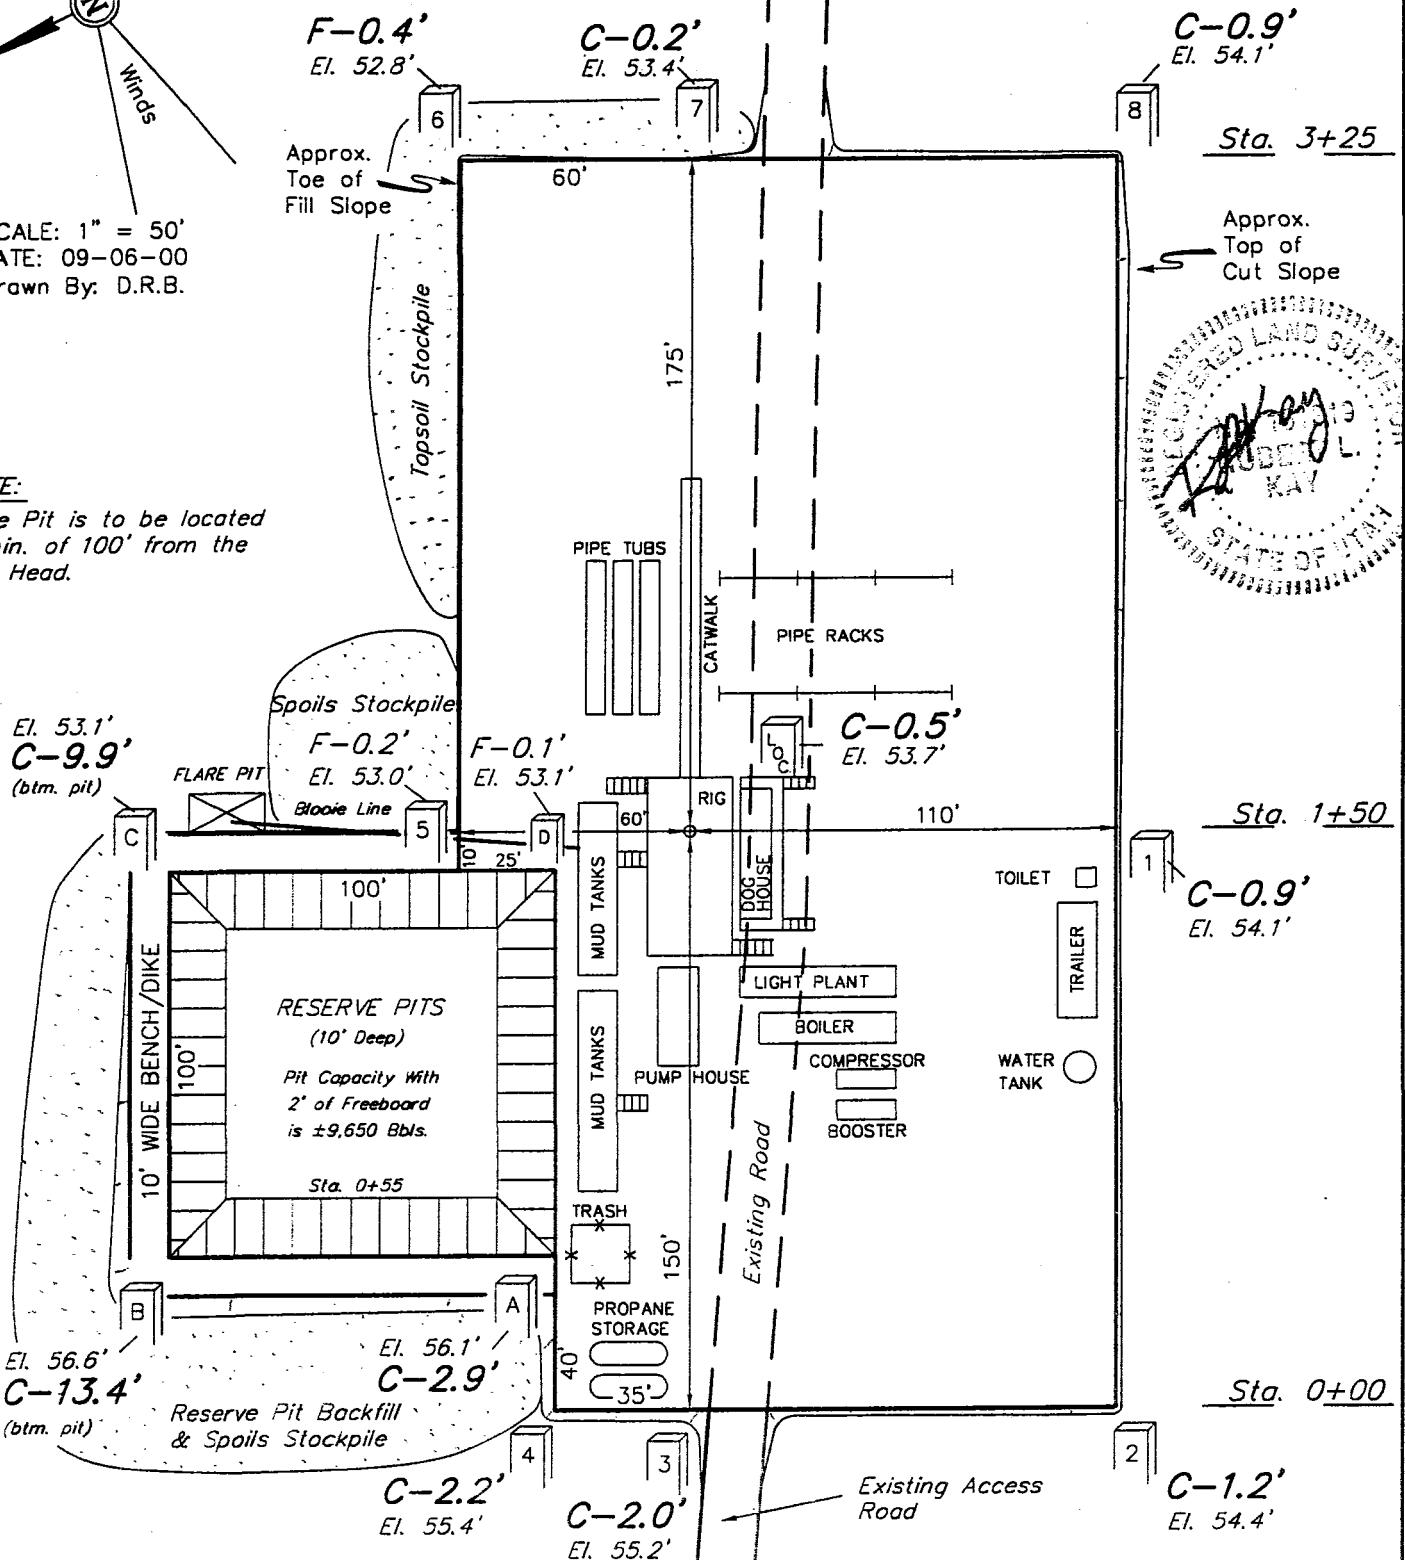 N
Winds
F-0.4'
El. 52.8'
6
C-0.2'
El. 53.4'
7
C-0.9'
El. 54.1'
8
Sta. 3+25
Approx.
Toe of
Fill Slope
60'
CALE: 1" = 50'
ATE: 09-06-00
rawn By: D.R.B.
Approx.
Top of
Cut Slope
Topsoil Stockpile
175'
REGISTERED LAND SURVEYOR
L.
KAY
STATE OF UTAH
E:
e Pit is to be located
in. of 100' from the
Head.
PIPE TUBS
CATWALK
PIPE RACKS
Spoils Stockpile
El. 53.1'
C-9.9'
(btm. pit)
FLARE PIT
F-0.2'
El. 53.0'
Blooie Line
F-0.1'
El. 53.1'
LOC
C-0.5'
El. 53.7'
C
5
D
RIG
60'
110'
Sta. 1+50
10'
25'
1
C-0.9'
El. 54.1'
100'
MUD TANKS
DOG HOUSE
TOILET
TRAILER
10' WIDE BENCH/DIKE
100'
RESERVE PITS
(10' Deep)
Pit Capacity With
2' of Freeboard
is ±9,650 Bbls.
Sta. 0+55
MUD TANKS
LIGHT PLANT
BOILER
PUMP HOUSE
COMPRESSOR
BOOSTER
WATER
TANK
Existing Road
TRASH
150'
PROPANE
STORAGE
40'
35'
B
A
El. 56.6'
C-13.4'
(btm. pit)
El. 56.1'
C-2.9'
Reserve Pit Backfill
& Spoils Stockpile
Sta. 0+00
4
C-2.2'
El. 55.4'
3
C-2.0'
El. 55.2'
Existing Access
Road
2
C-1.2'
El. 54.4'